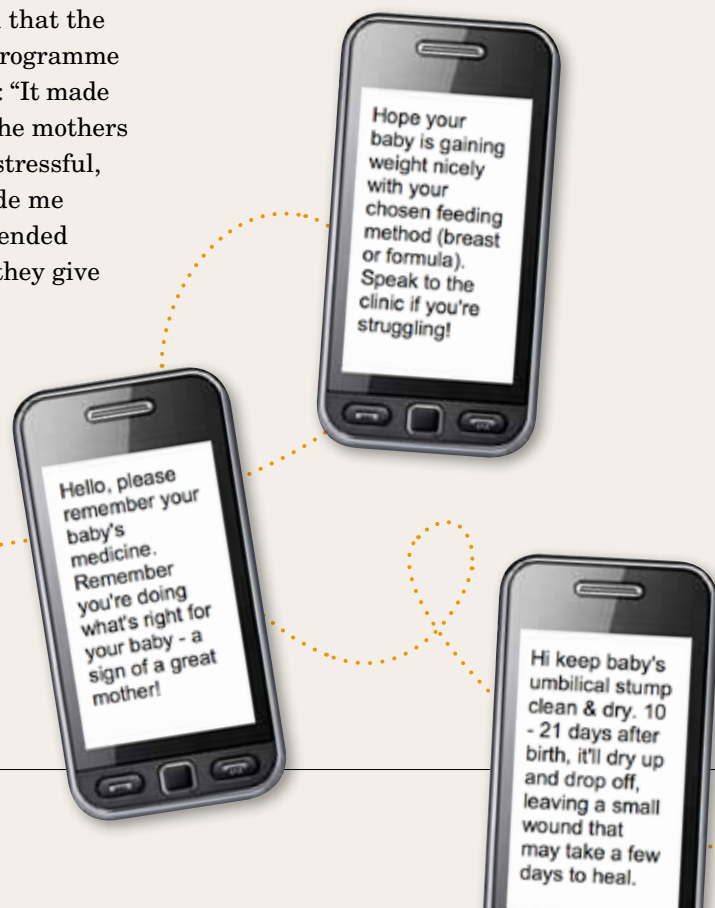 that the
rogramme
: “It made
he mothers
stressful,
de me
ended
they give
Hope your
baby is gaining
weight nicely
with your
chosen feeding
method (breast
or formula).
Speak to the
clinic if you're
struggling!
Hello, please
remember your
baby's
medicine.
Remember
you're doing
what's right for
your baby - a
sign of a great
mother!
Hi keep baby's
umbilical stump
clean & dry. 10
- 21 days after
birth, it'll dry up
and drop off,
leaving a small
wound that
may take a few
days to heal.